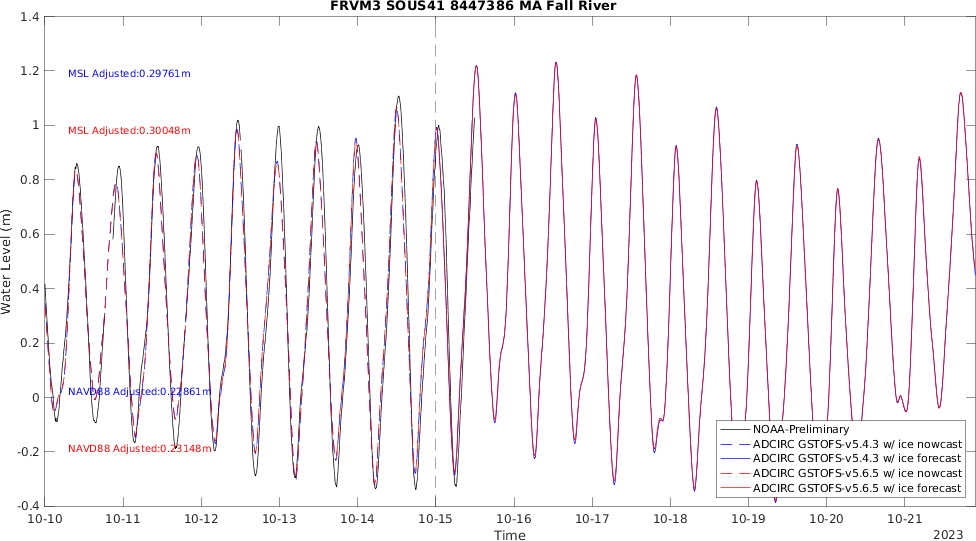 FRVM3 SOUS41 8447386 MA Fall River
1.4
1.2
1
0.8
0.6
0.4
0.2
0
-0.2
-0.4
Water Level (m)
MSL Adjusted:0.29761m
MSL Adjusted:0.30048m
NAVD88 Adjusted:0.22861m
NAVD88 Adjusted:0.23148m
NOAA-Preliminary
ADCIRC GSTOFS-v5.4.3 w/ ice nowcast
ADCIRC GSTOFS-v5.4.3 w/ ice forecast
ADCIRC GSTOFS-v5.6.5 w/ ice nowcast
ADCIRC GSTOFS-v5.6.5 w/ ice forecast
10-10 10-11 10-12 10-13 10-14 10-15 10-16 10-17 10-18 10-19 10-20 10-21
Time
2023